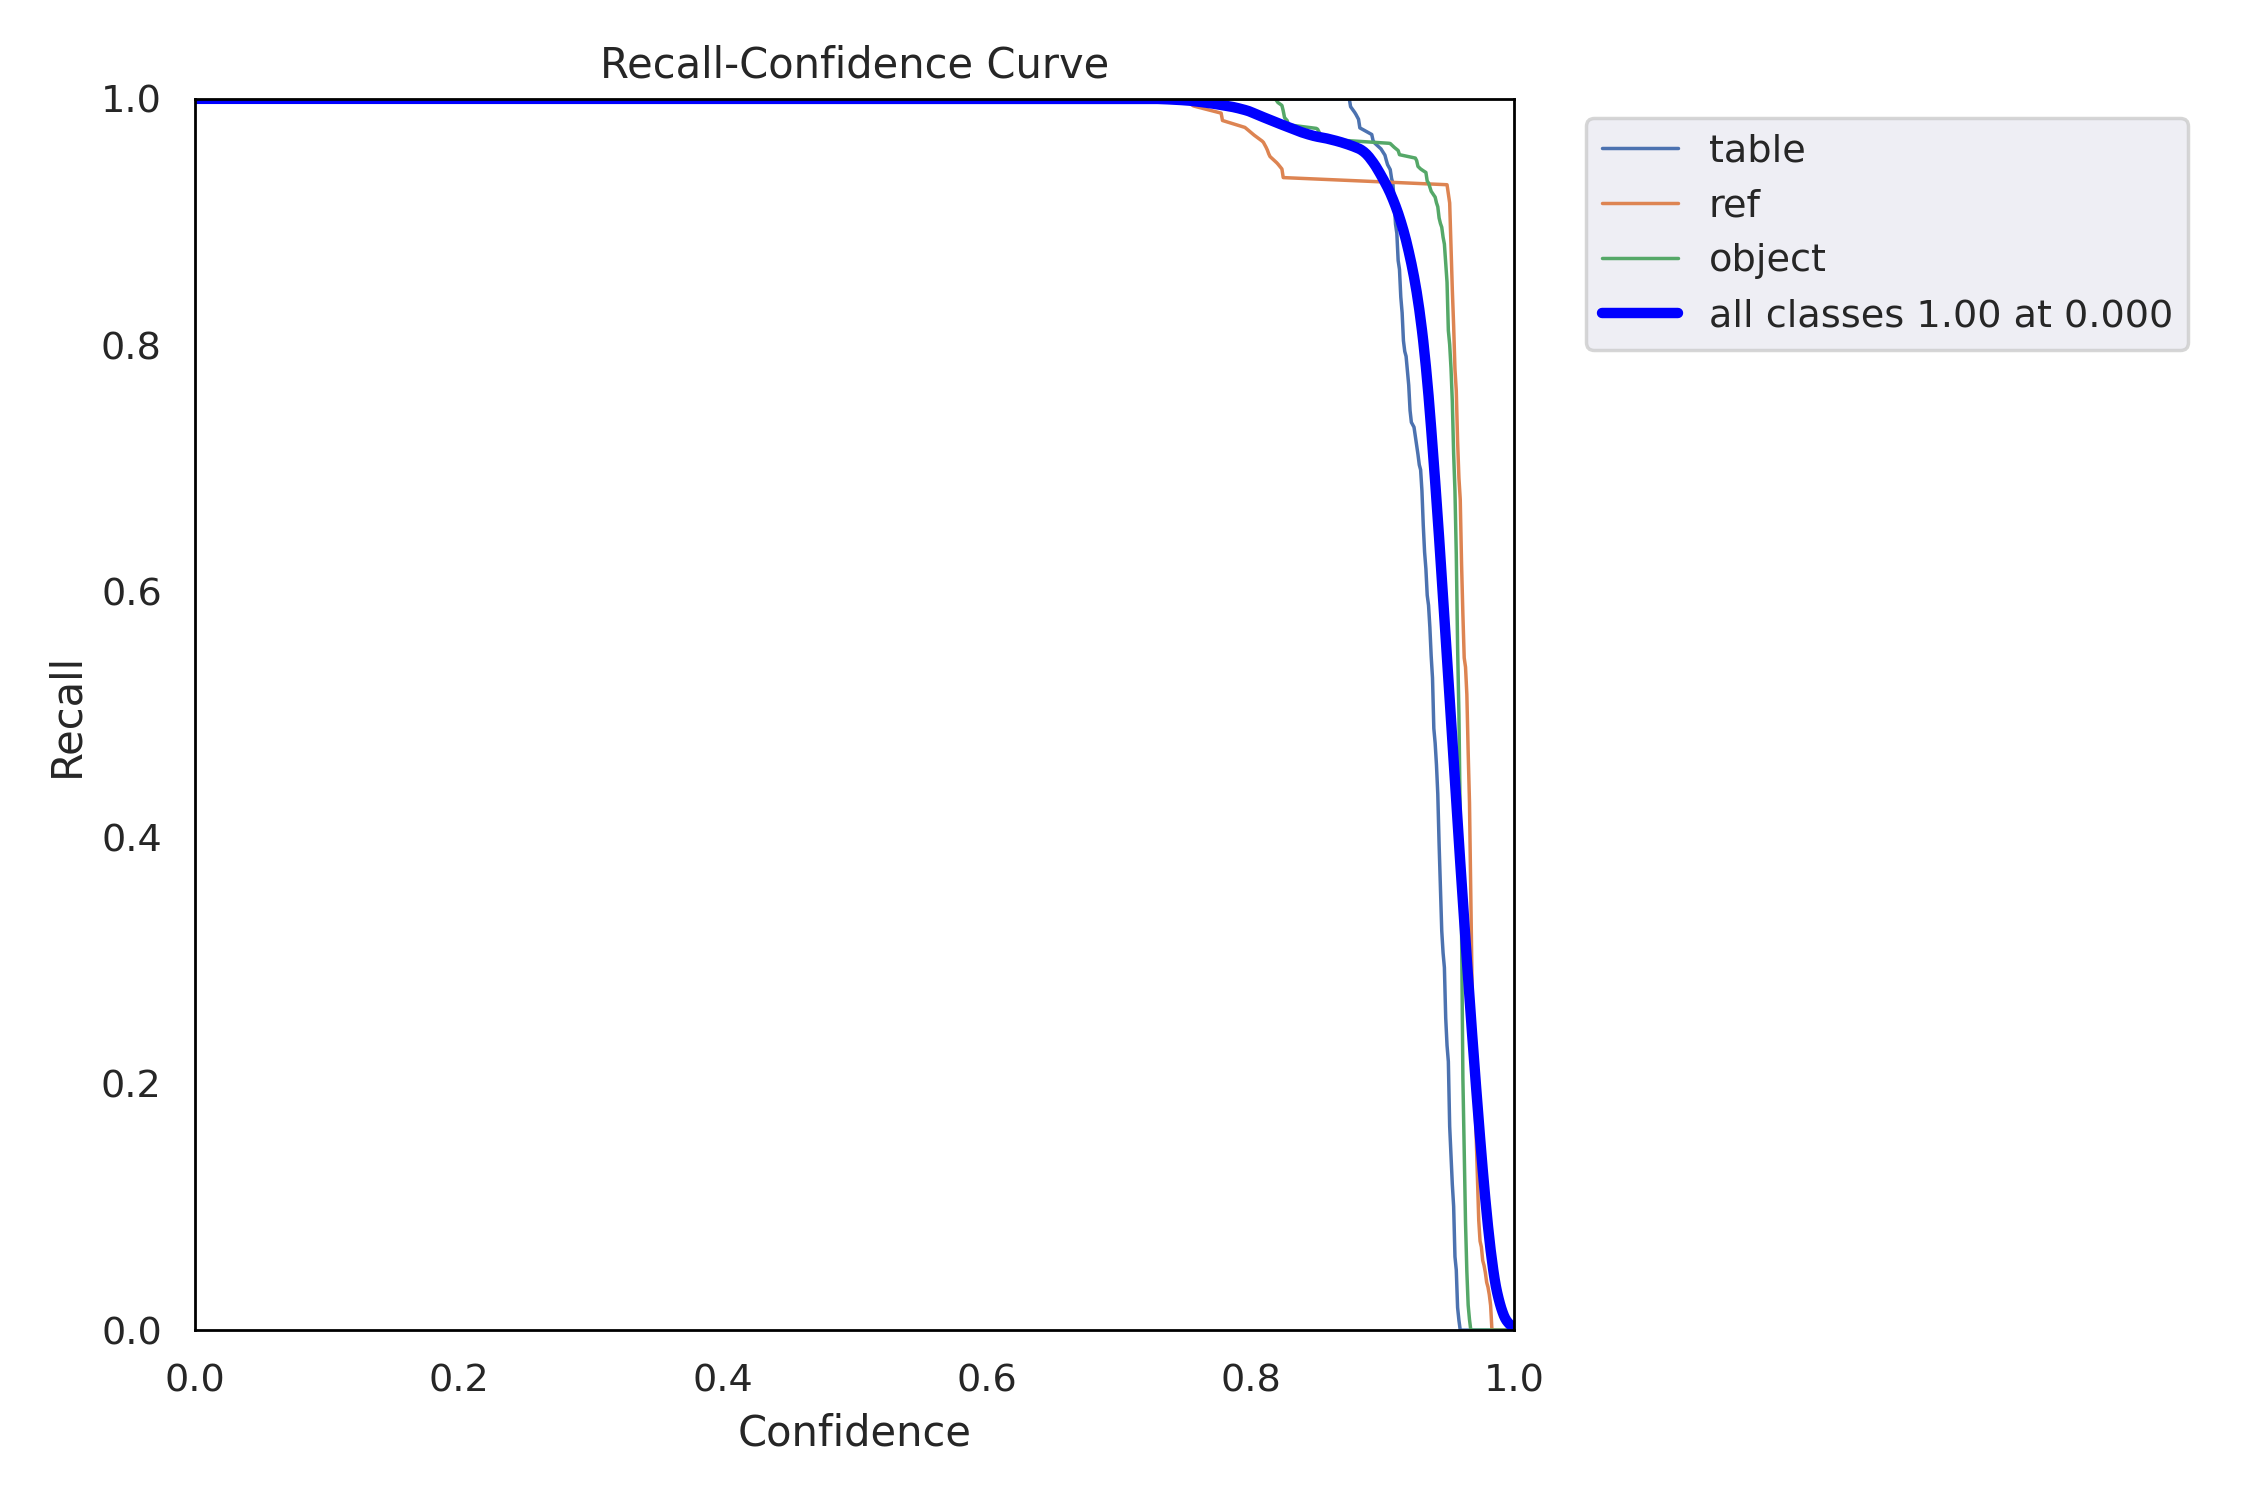 Recall-Confidence Curve
1.0
0.8
0.6
0.4
0.2
0.0
Recall
0.0 0.2 0.4 0.6 0.8 1.0
Confidence
table
ref
object
all classes 1.00 at 0.000